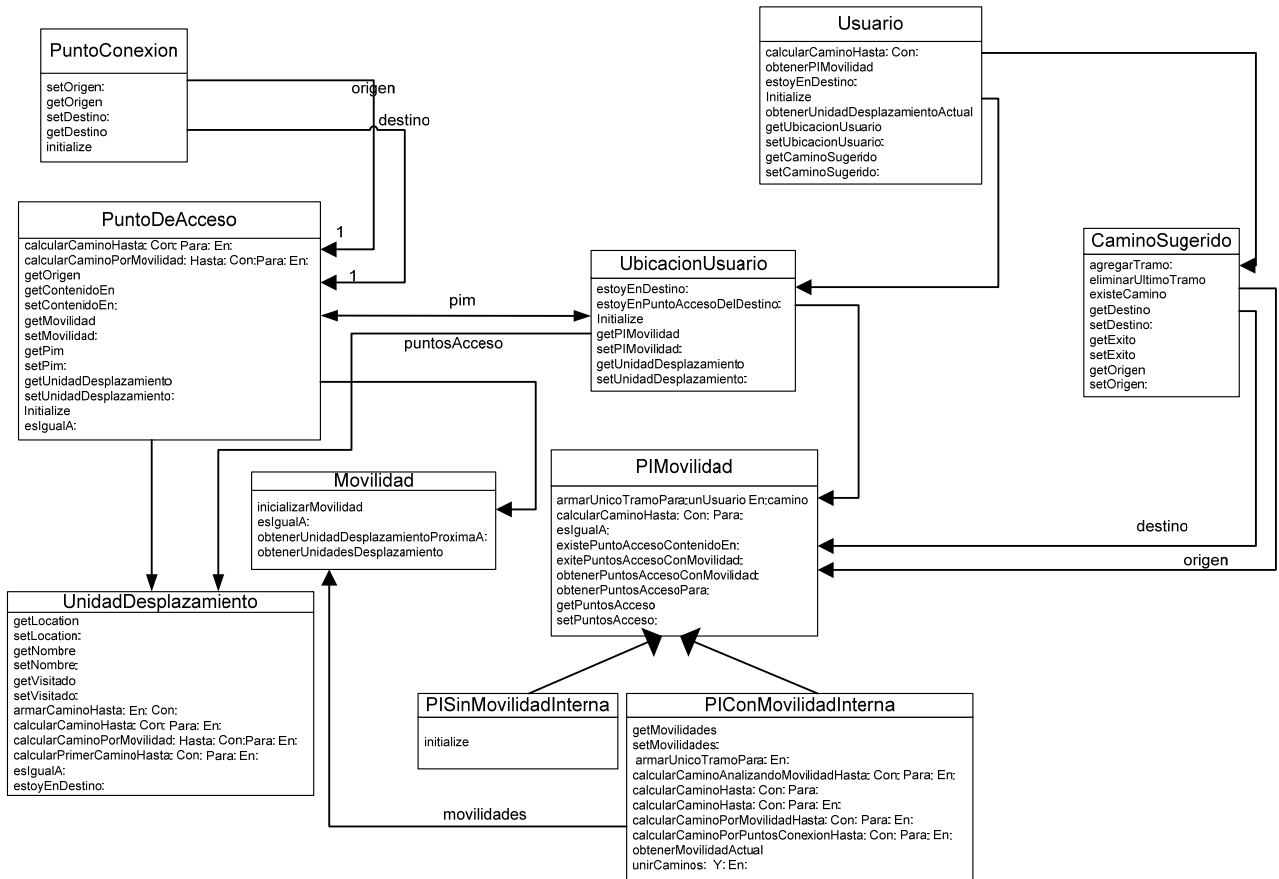 PuntoConexion
setOrigen:
getOrigen
setDestino:
getDestino
initialize
origen
destino
1
1
Usuario
calcularCaminoHasta: Con:
obtenerPIMovilidad
estoyEnDestino:
Initialize
obtenerUnidadDesplazamientoActual
getUbicacionUsuario
setUbicacionUsuario:
getCaminoSugerido
setCaminoSugerido:
PuntoDeAcceso
calcularCaminoHasta: Con: Para: En:
calcularCaminoPorMovilidad: Hasta: Con:Para: En:
getOrigen
getContenidoEn
setContenidoEn:
getMovilidad
setMovilidad:
getPim
setPim:
getUnidadDesplazamiento
setUnidadDesplazamiento:
Initialize
esIgualA:
pim
puntosAcceso
UbicacionUsuario
estoyEnDestino:
estoyEnPuntoAccesoDelDestino:
Initialize
getPIMovilidad
setPIMovilidad:
getUnidadDesplazamiento
setUnidadDesplazamiento:
CaminoSugerido
agregarTramo:
eliminarUltimoTramo
existeCamino
getDestino
setDestino:
getExito
setExito
getOrigen
setOrigen:
Movilidad
inicializarMovilidad
esIgualA:
obtenerUnidadDesplazamientoProximaA:
obtenerUnidadesDesplazamiento
PIMovilidad
armarUnicoTramoPara:unUsuario En:camino
calcularCaminoHasta: Con: Para:
esIgualA:
existePuntoAccesoContenidoEn:
exitePuntosAccesoConMovilidad:
obtenerPuntosAccesoConMovilidad:
obtenerPuntosAccesoPara:
getPuntosAcceso
setPuntosAcceso:
destino
origen
UnidadDesplazamiento
getLocation
setLocation:
getNombre
setNombre:
getVisitado
setVisitado:
armarCaminoHasta: En: Con:
calcularCaminoHasta: Con: Para: En:
calcularCaminoPorMovilidad: Hasta: Con:Para: En:
calcularPrimerCaminoHasta: Con: Para: En:
esIgualA:
estoyEnDestino:
PISinMovilidadInterna
initialize
PIConMovilidadInterna
getMovilidades
setMovilidades:
armarUnicoTramoPara: En:
calcularCaminoAnalizandoMovilidadHasta: Con: Para: En:
calcularCaminoHasta: Con: Para:
calcularCaminoHasta: Con: Para: En:
calcularCaminoPorMovilidadHasta: Con: Para: En:
calcularCaminoPorPuntosConexionHasta: Con: Para: En:
obtenerMovilidadActual
unirCaminos: Y: En:
movilidades